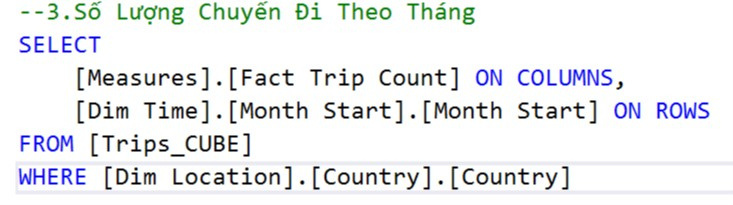 --3.Số Lượng Chuyến Đi Theo Tháng
SELECT
[Measures].[Fact Trip Count] ON COLUMNS,
[Dim Time].[Month Start].[Month Start] ON ROWS
FROM [Trips_CUBE]
WHERE [Dim Location].[Country].[Country]